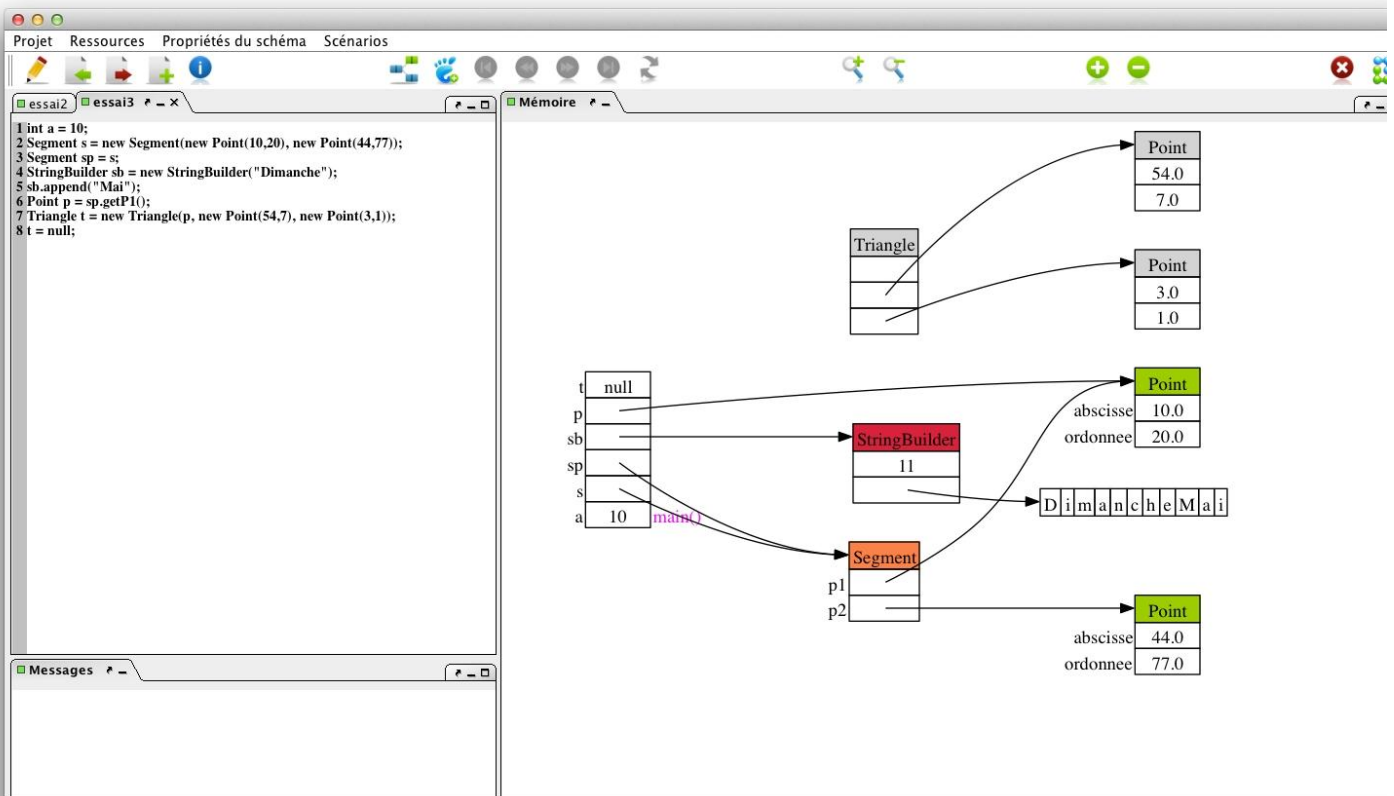 Projet Ressources Propriétés du schéma Scénarios
essai2 essai3
1 int a = 10;
2 Segment s = new Segment(new Point(10,20), new Point(44,77));
3 Segment sp = s;
4 StringBuilder sb = new StringBuilder("Dimanche");
5 sb.append("Mai");
6 Point p = sp.getP1();
7 Triangle t = new Triangle(p, new Point(54,7), new Point(3,1));
8 t = null;
Messages
Mémoire
Point
54.0
7.0
Triangle
Point
3.0
1.0
t null
p
sb
sp
s
a 10 main()
Point
abscisse 10.0
ordonnee 20.0
StringBuilder
11
D i m a n c h e M a i
Segment
p1
p2
Point
abscisse 44.0
ordonnee 77.0